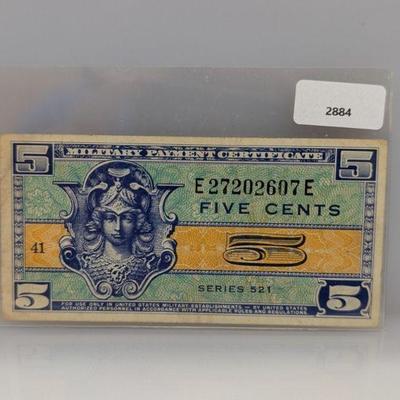 2884
5 MILITARY PAYMENT CERTIFICATE 5
E27202607E
FIVE CENTS
41
5
SERIES 521
5 5
FOR USE ONLY IN UNITED STATES MILITARY ESTABLISHMENTS — BY UNITED STATES
AUTHORIZED PERSONNEL IN ACCORDANCE WITH APPLICABLE RULES AND REGULATIONS.